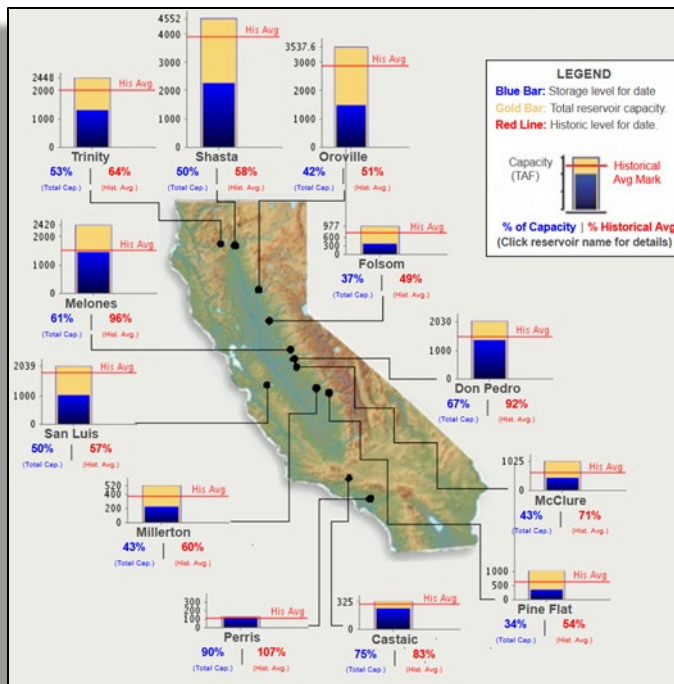 4552
His Avg
4000
3000
2000
1000
0
Shasta
50% | 58%
(Total Cap.) (Hist. Avg.)
2448
His Avg
2000
1000
0
Trinity
53% | 64%
(Total Cap.) (Hist. Avg.)
3537.6
His Avg
3000
2000
1000
0
Oroville
42% | 51%
(Total Cap.) (Hist. Avg.)
LEGEND
Blue Bar: Storage level for date
Gold Bar: Total reservoir capacity.
Red Line: Historic level for date.
Capacity
(TAF)
Historical
Avg Mark
% of Capacity | % Historical Avg
(Click reservoir name for details)
2420
2000
His Avg
1000
0
Melones
61% | 96%
(Total Cap.) (Hist. Avg.)
977
His Avg
600
300
0
Folsom
37% | 49%
(Total Cap.) (Hist. Avg.)
2030
His Avg
1000
0
Don Pedro
67% | 92%
(Total Cap.) (Hist. Avg.)
2039
His Avg
1000
0
San Luis
50% | 57%
(Total Cap.) (Hist. Avg.)
1025
His Avg
0
McClure
43% | 71%
(Total Cap.) (Hist. Avg.)
520
400
His Avg
200
0
Millerton
43% | 60%
(Total Cap.) (Hist. Avg.)
1000
His Avg
500
0
Pine Flat
34% | 54%
(Total Cap.) (Hist. Avg.)
300
200
His Avg
100
0
Perris
90% | 107%
(Total Cap.) (Hist. Avg.)
325
His Avg
0
Castaic
75% | 83%
(Total Cap.) (Hist. Avg.)